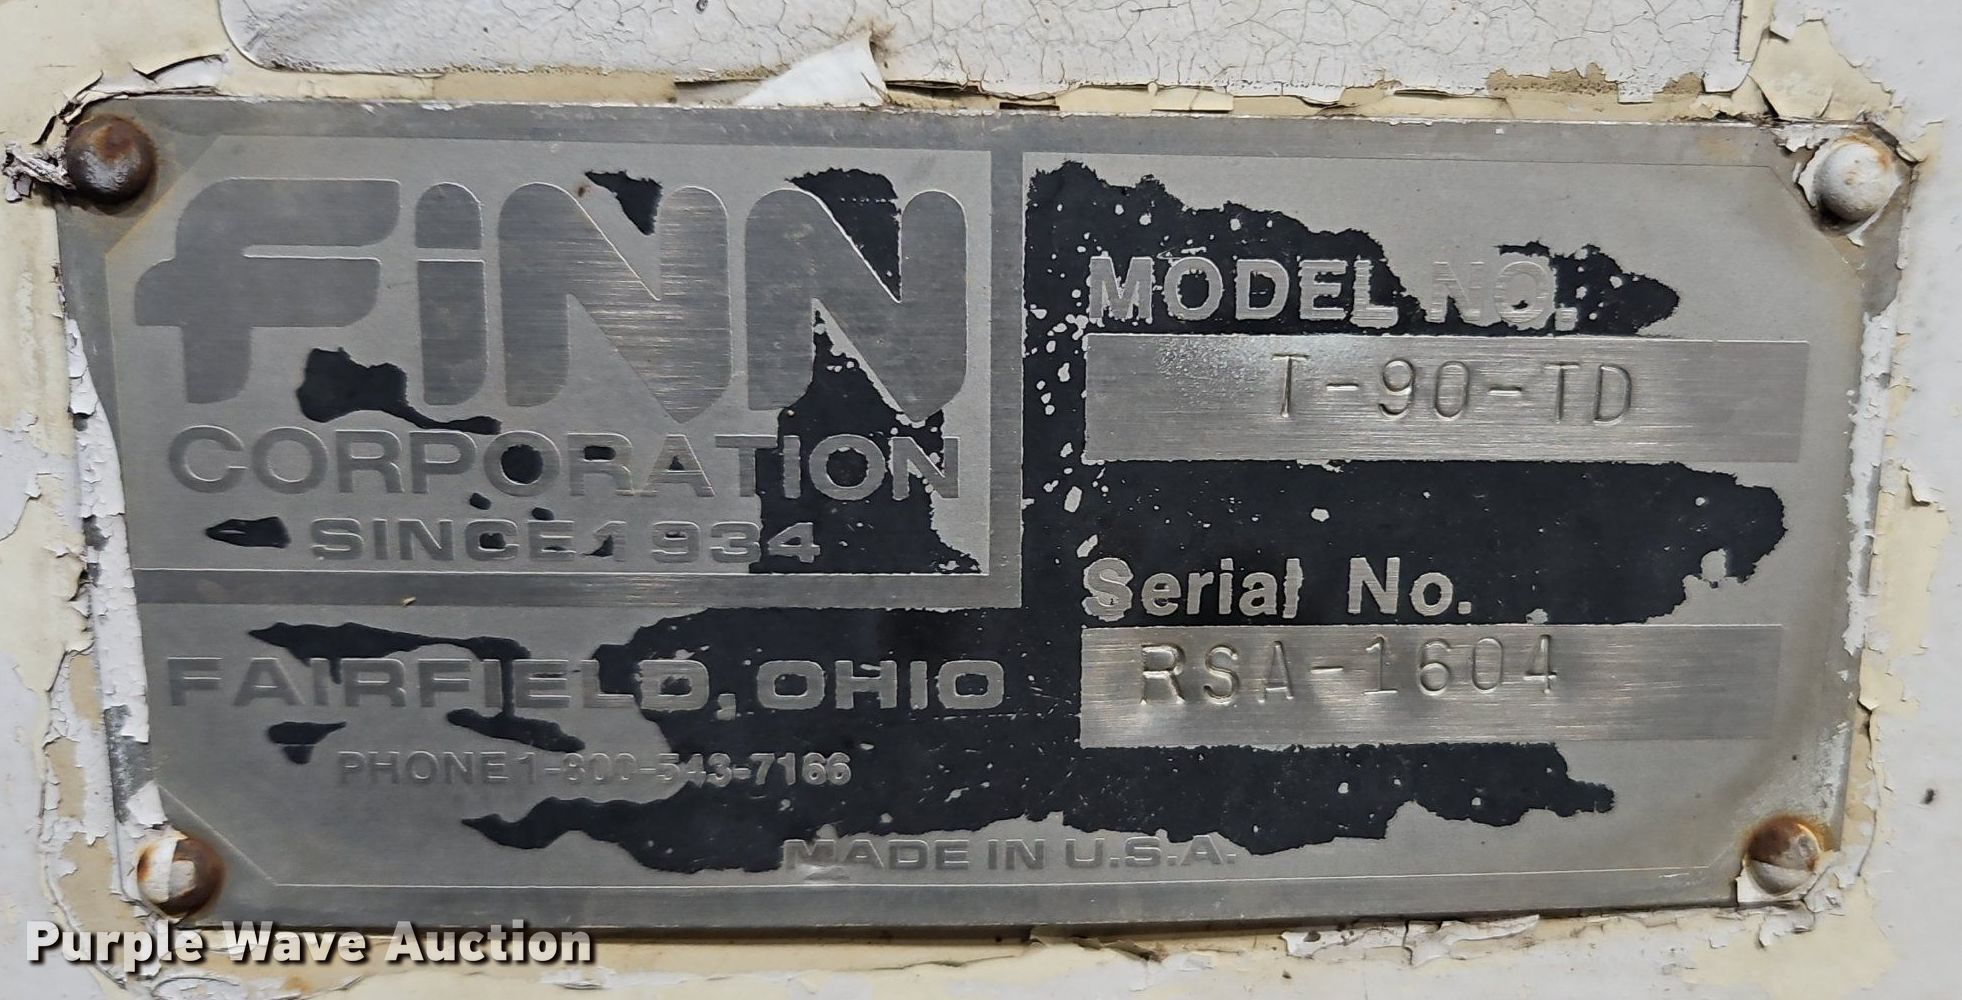 FiNN
CORPORATION
SINCE 1934
FAIRFIELD, OHIO
PHONE 1-800-543-7166
MODEL NO.
T-90-TD
Serial No.
RSA-1604
MADE IN U.S.A.
Purple Wave Auction